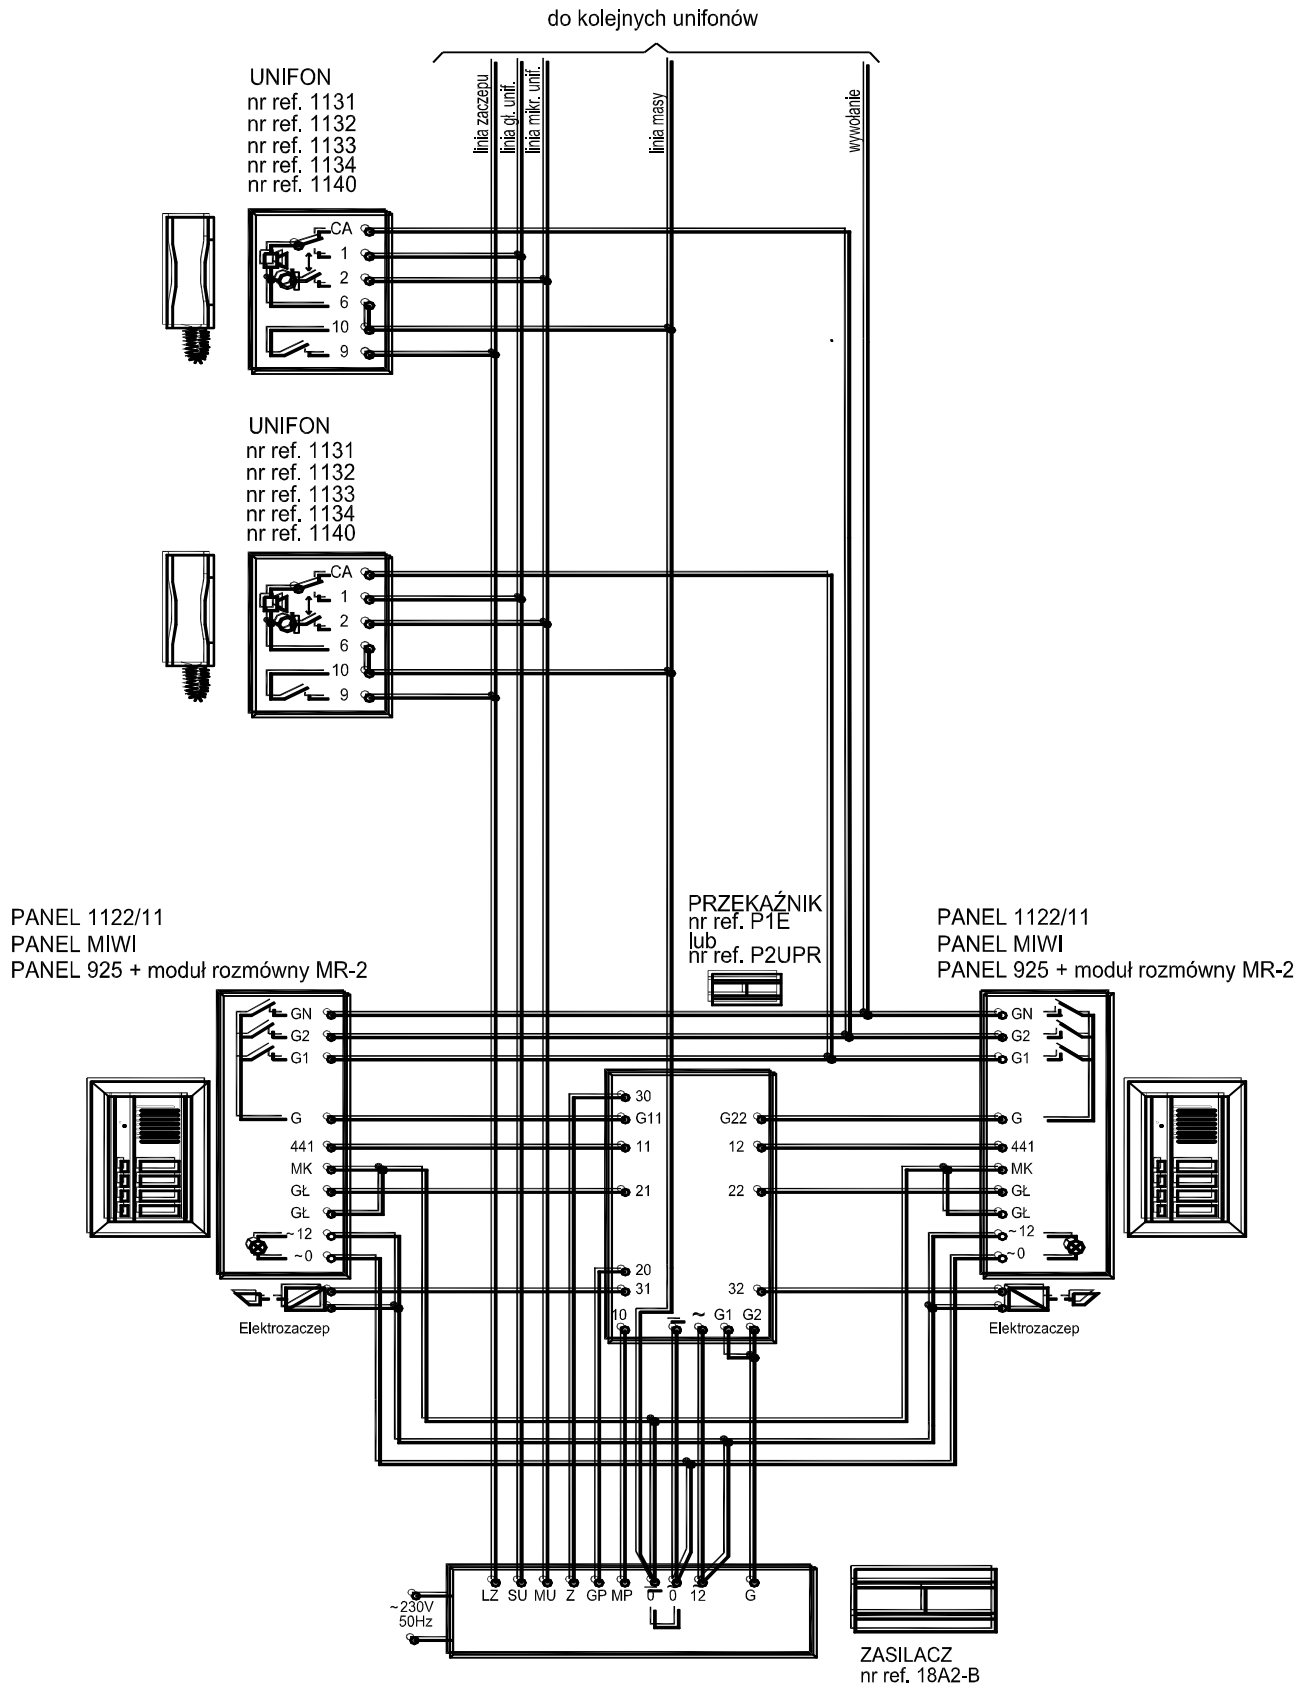 do kolejnych unifonów
linia zaczepu
linia gł. unif.
linia mikr. unif.
linia masy
wywołanie
UNIFON
nr ref. 1131
nr ref. 1132
nr ref. 1133
nr ref. 1134
nr ref. 1140
CA
1
2
6
10
9
UNIFON
nr ref. 1131
nr ref. 1132
nr ref. 1133
nr ref. 1134
nr ref. 1140
CA
1
2
6
10
9
PRZEKAŹNIK
nr ref. P1E
lub
nr ref. P2UPR
PANEL 1122/11
PANEL MIWI
PANEL 925 + moduł rozmówny MR-2
PANEL 1122/11
PANEL MIWI
PANEL 925 + moduł rozmówny MR-2
GN
G2
G1
G
441
MK
GŁ
GŁ
~12
~0
Elektrozaczep
30
G11
11
21
20
31
10
G22
12
22
32
~
G1
G2
GN
G2
G1
G
441
MK
GŁ
GŁ
~12
~0
Elektrozaczep
~230V
50Hz
LZ SU MU Z GP MP 0 0 12 G
ZASILACZ
nr ref. 18A2-B